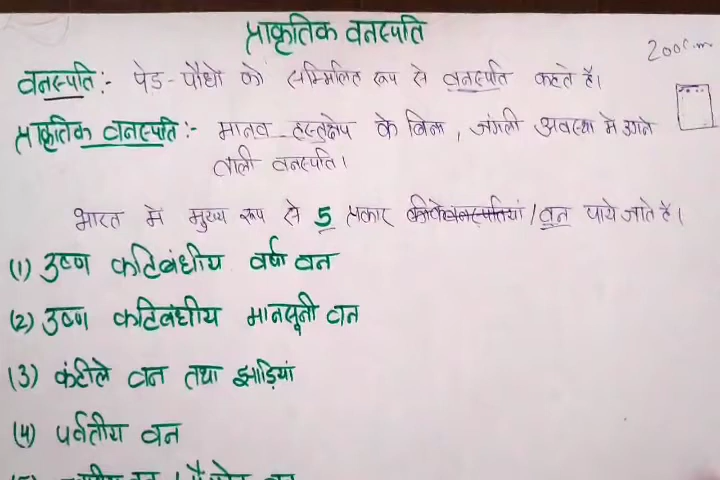 प्राकृतिक वनस्पति
200c.m
वनस्पति :- पेड-पौधो को सम्मिलित रूप से वनस्पति कहते है।
प्राकृतिक वनस्पति :- मानव हस्तक्षेप के बिना, जंगली अवस्था मे उगने
वाली वनस्पति।
भारत मे मुख्य रूप से 5 प्रकार वनस्पतियां / वन पाये जाते है।
(1) उष्ण कटिबंधीय वर्षा वन
(2) उष्ण कटिबंधीय मानसूनी वन
(3) कंटीले वन तथा झाड़ियां
(4) पर्वतीय वन
वन